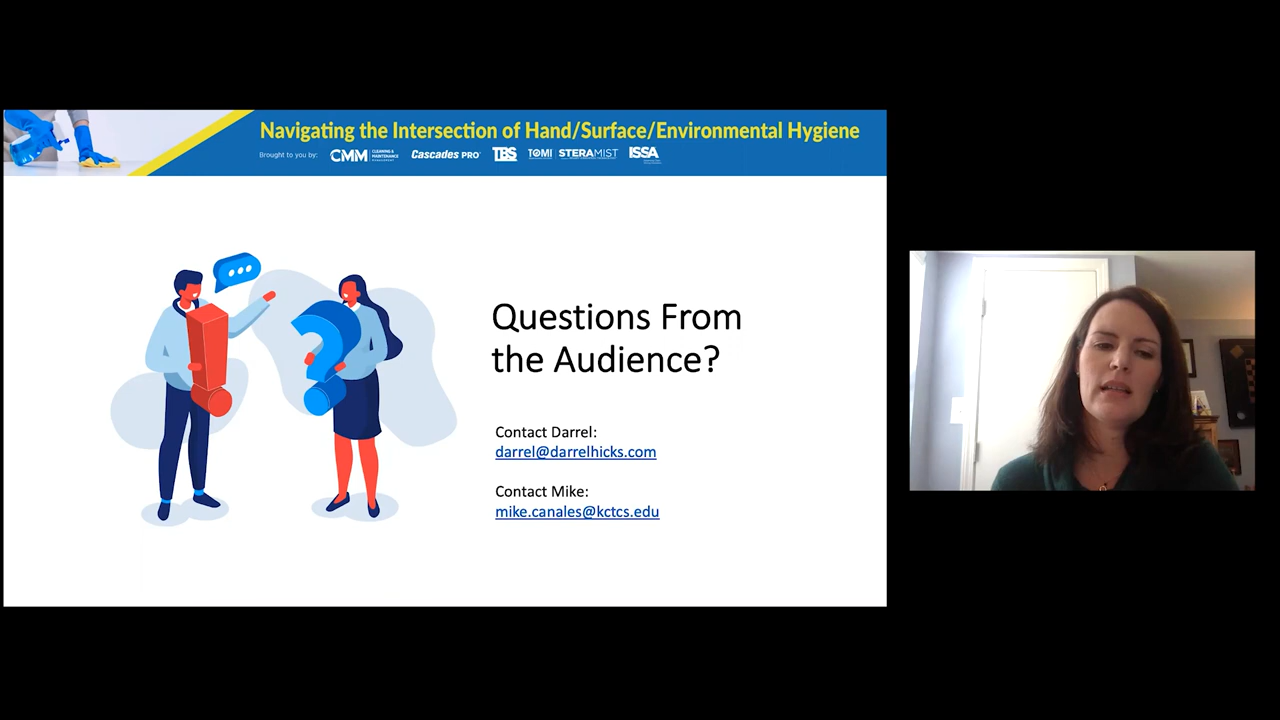 Navigating the Intersection of Hand/Surface/Environmental Hygiene
Brought to you by: CMM CLEANING & MAINTENANCE MANAGEMENT Cascades PRO TBS TOMI STERAMIST ISSA
Questions From
the Audience?
Contact Darrel:
darrel@darrelhicks.com
Contact Mike:
mike.canales@kctcs.edu